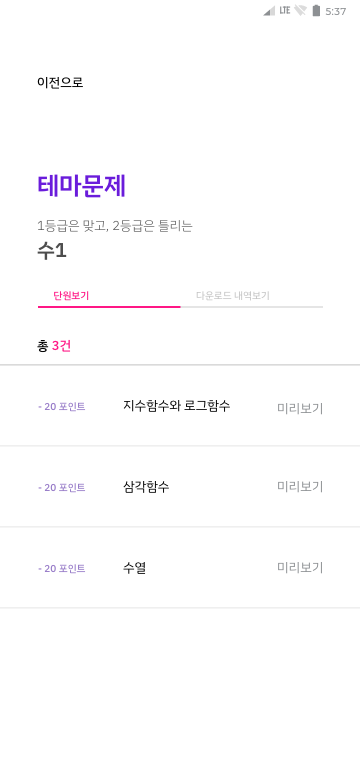 LTE 5:37
이전으로
테마문제
1등급은 맞고, 2등급은 틀리는
수1
단원보기 다운로드 내역보기
총 3건
- 20 포인트 지수함수와 로그함수 미리보기
- 20 포인트 삼각함수 미리보기
- 20 포인트 수열 미리보기